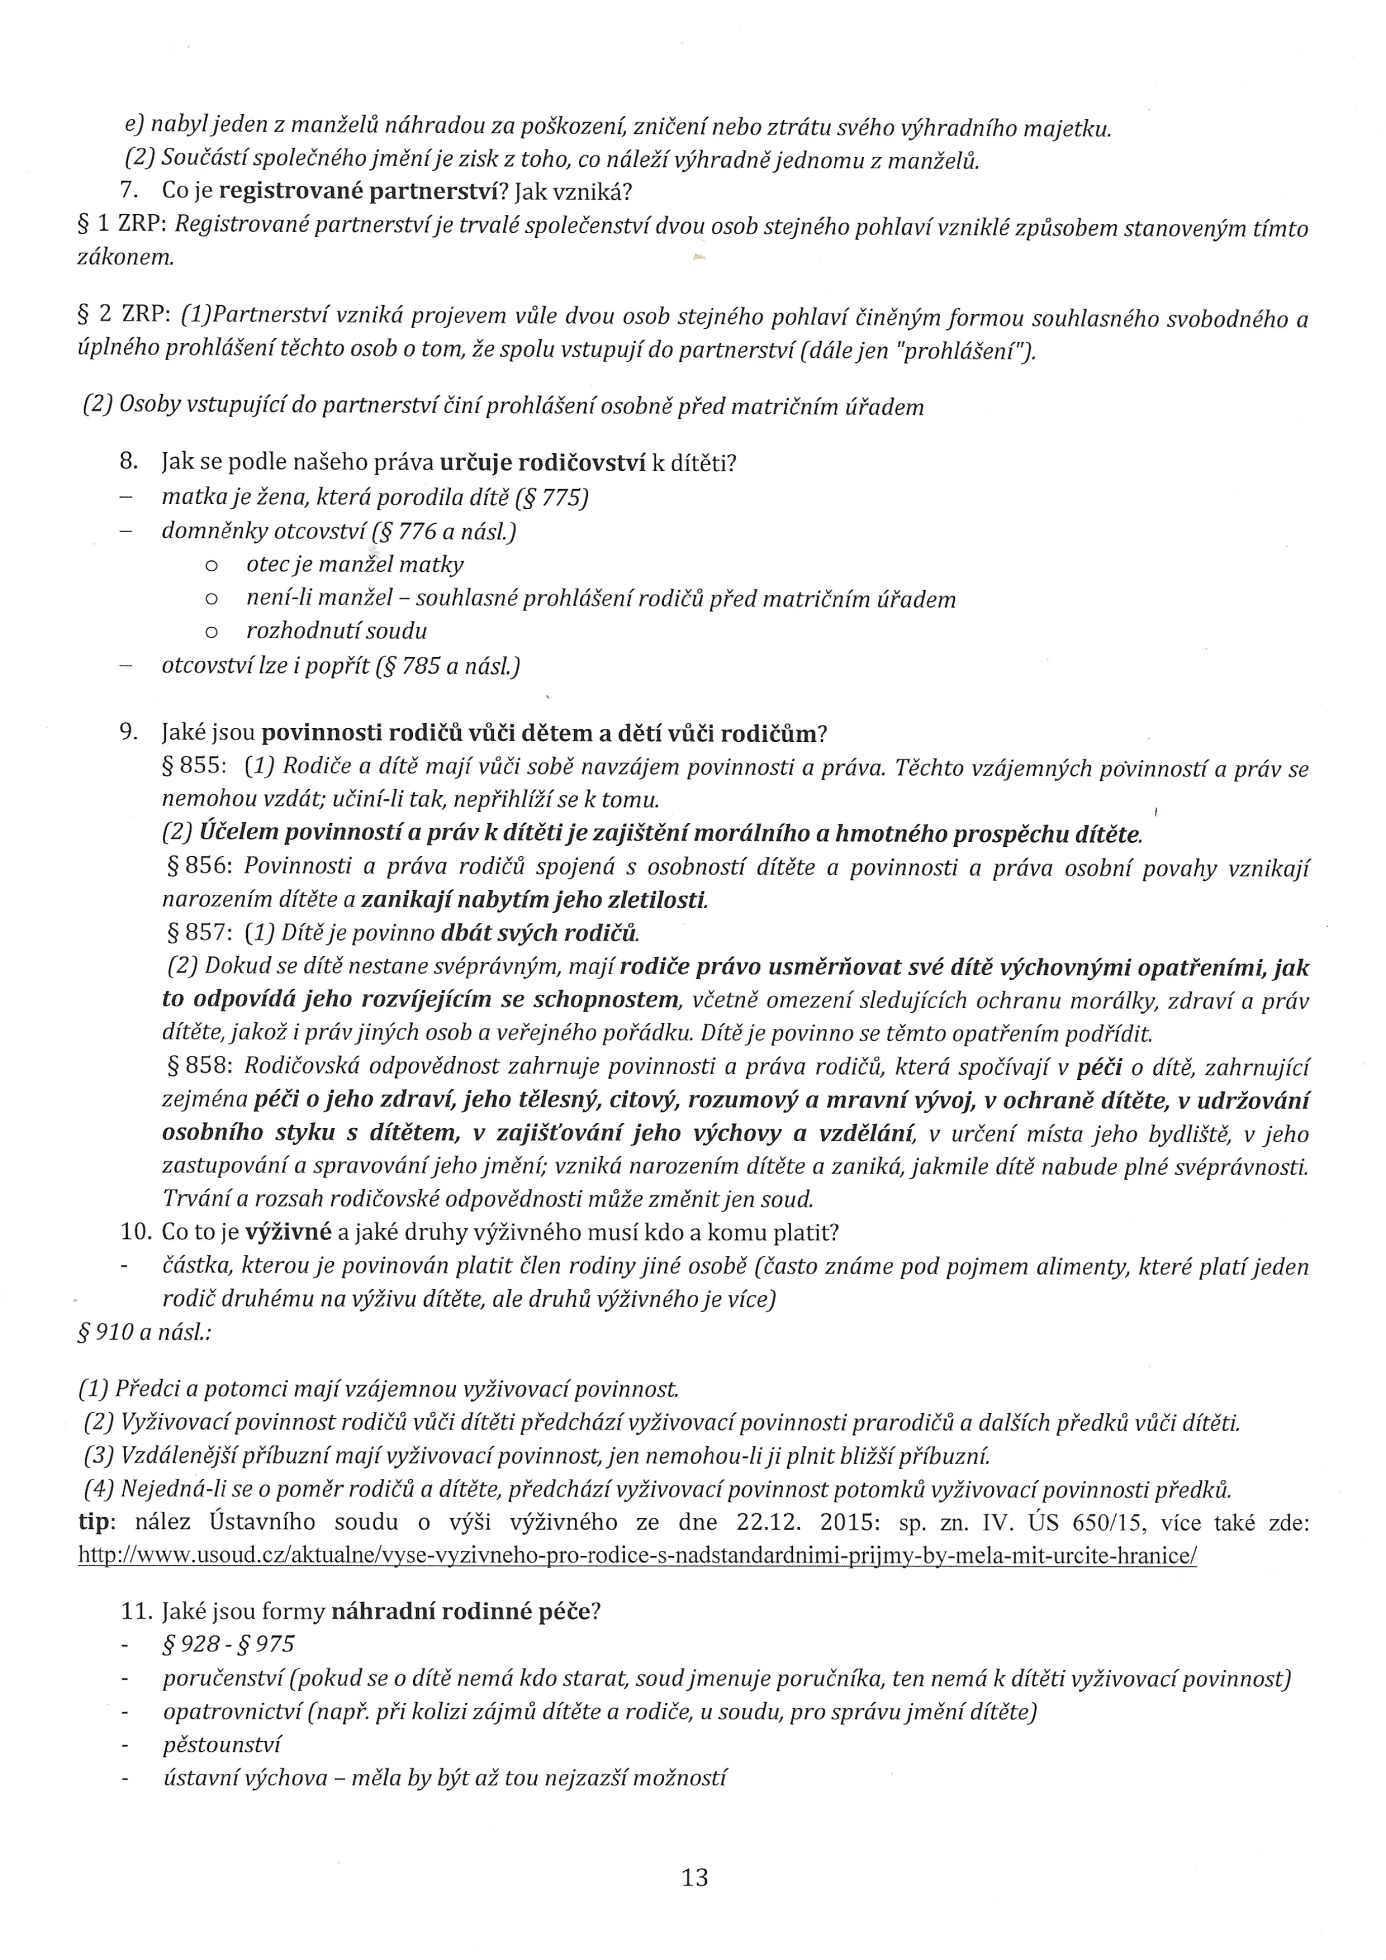 e) nabyl jeden z manželů náhradou za poškození, zničení nebo ztrátu svého výhradního majetku.
(2) Součástí společného jmění je zisk z toho, co náleží výhradně jednomu z manželů.
7. Co je registrované partnerství? Jak vzniká?
§ 1 ZRP: Registrované partnerství je trvalé společenství dvou osob stejného pohlaví vzniklé způsobem stanoveným tímto
zákonem.
§ 2 ZRP: (1)Partnerství vzniká projevem vůle dvou osob stejného pohlaví činěným formou souhlasného svobodného a
úplného prohlášení těchto osob o tom, že spolu vstupují do partnerství (dále jen "prohlášení").
(2) Osoby vstupující do partnerství činí prohlášení osobně před matričním úřadem
8. Jak se podle našeho práva určuje rodičovství k dítěti?
– matka je žena, která porodila dítě (§ 775)
– domněnky otcovství (§ 776 a násl.)
o otec je manžel matky
o není-li manžel – souhlasné prohlášení rodičů před matričním úřadem
o rozhodnutí soudu
– otcovství lze i popřít (§ 785 a násl.)
9. Jaké jsou povinnosti rodičů vůči dětem a dětí vůči rodičům?
§ 855: (1) Rodiče a dítě mají vůči sobě navzájem povinnosti a práva. Těchto vzájemných povinností a práv se
nemohou vzdát; učiní-li tak, nepřihlíží se k tomu.
(2) Účelem povinností a práv k dítěti je zajištění morálního a hmotného prospěchu dítěte.
§ 856: Povinnosti a práva rodičů spojená s osobností dítěte a povinnosti a práva osobní povahy vznikají
narozením dítěte a zanikají nabytím jeho zletilosti.
§ 857: (1) Dítě je povinno dbát svých rodičů.
(2) Dokud se dítě nestane svéprávným, mají rodiče právo usměrňovat své dítě výchovnými opatřeními, jak
to odpovídá jeho rozvíjejícím se schopnostem, včetně omezení sledujících ochranu morálky, zdraví a práv
dítěte, jakož i práv jiných osob a veřejného pořádku. Dítě je povinno se těmto opatřením podřídit.
§ 858: Rodičovská odpovědnost zahrnuje povinnosti a práva rodičů, která spočívají v péči o dítě, zahrnující
zejména péči o jeho zdraví, jeho tělesný, citový, rozumový a mravní vývoj, v ochraně dítěte, v udržování
osobního styku s dítětem, v zajišťování jeho výchovy a vzdělání, v určení místa jeho bydliště, v jeho
zastupování a spravování jeho jmění; vzniká narozením dítěte a zaniká, jakmile dítě nabude plné svéprávnosti.
Trvání a rozsah rodičovské odpovědnosti může změnit jen soud.
10. Co to je výživné a jaké druhy výživného musí kdo a komu platit?
- částka, kterou je povinován platit člen rodiny jiné osobě (často známe pod pojmem alimenty, které platí jeden
rodič druhému na výživu dítěte, ale druhů výživného je více)
§ 910 a násl.:
(1) Předci a potomci mají vzájemnou vyživovací povinnost.
(2) Vyživovací povinnost rodičů vůči dítěti předchází vyživovací povinnosti prarodičů a dalších předků vůči dítěti.
(3) Vzdálenější příbuzní mají vyživovací povinnost, jen nemohou-li ji plnit bližší příbuzní.
(4) Nejedná-li se o poměr rodičů a dítěte, předchází vyživovací povinnost potomků vyživovací povinnosti předků.
tip: nález Ústavního soudu o výši výživného ze dne 22.12. 2015: sp. zn. IV. ÚS 650/15, více také zde:
http://www.usoud.cz/aktualne/vyse-vyzivneho-pro-rodice-s-nadstandardnimi-prijmy-by-mela-mit-urcite-hranice/
11. Jaké jsou formy náhradní rodinné péče?
- § 928 - § 975
- poručenství (pokud se o dítě nemá kdo starat, soud jmenuje poručníka, ten nemá k dítěti vyživovací povinnost)
- opatrovnictví (např. při kolizi zájmů dítěte a rodiče, u soudu, pro správu jmění dítěte)
- pěstounství
- ústavní výchova – měla by být až tou nejzazší možností
13